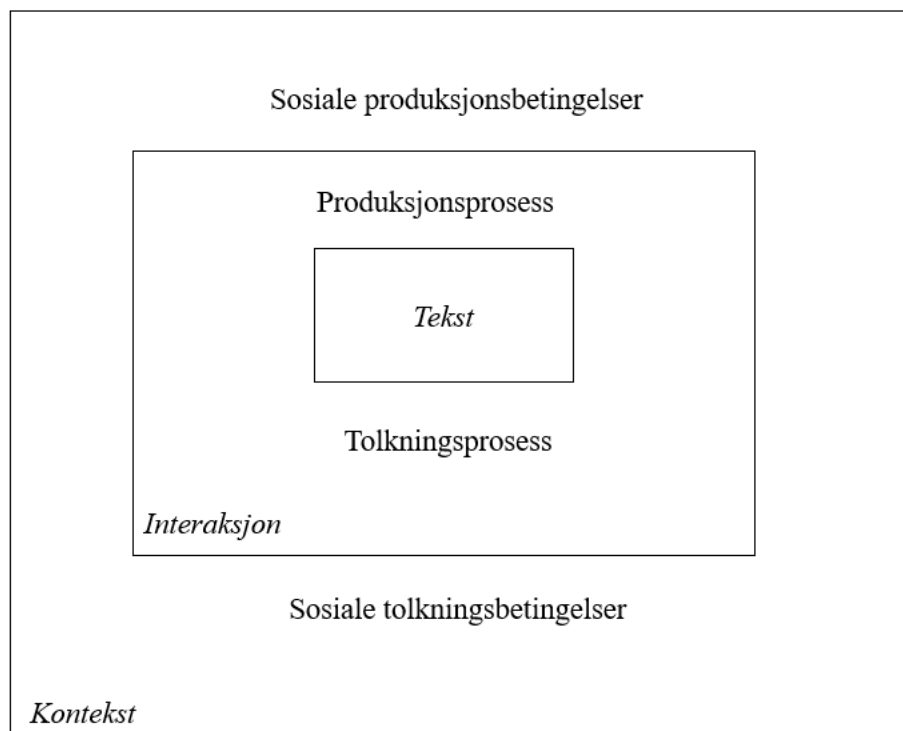 Sosiale produksjonsbetingelser
Produksjonsprosess
Tekst
Tolkningsprosess
Interaksjon
Sosiale tolkningsbetingelser
Kontekst